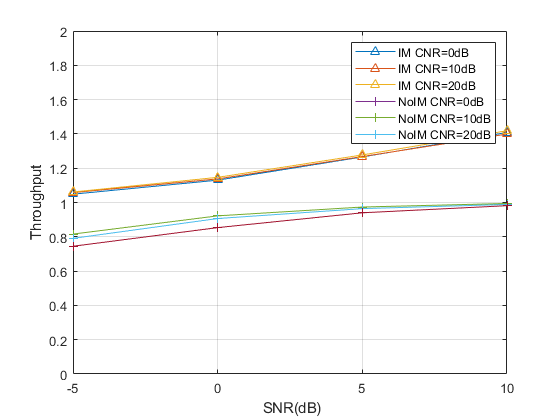 2
1.8
1.6
1.4
1.2
1
0.8
0.6
0.4
0.2
0
Throughput
IM CNR=0dB
IM CNR=10dB
IM CNR=20dB
NoIM CNR=0dB
NoIM CNR=10dB
NoIM CNR=20dB
-5
0
5
10
SNR(dB)